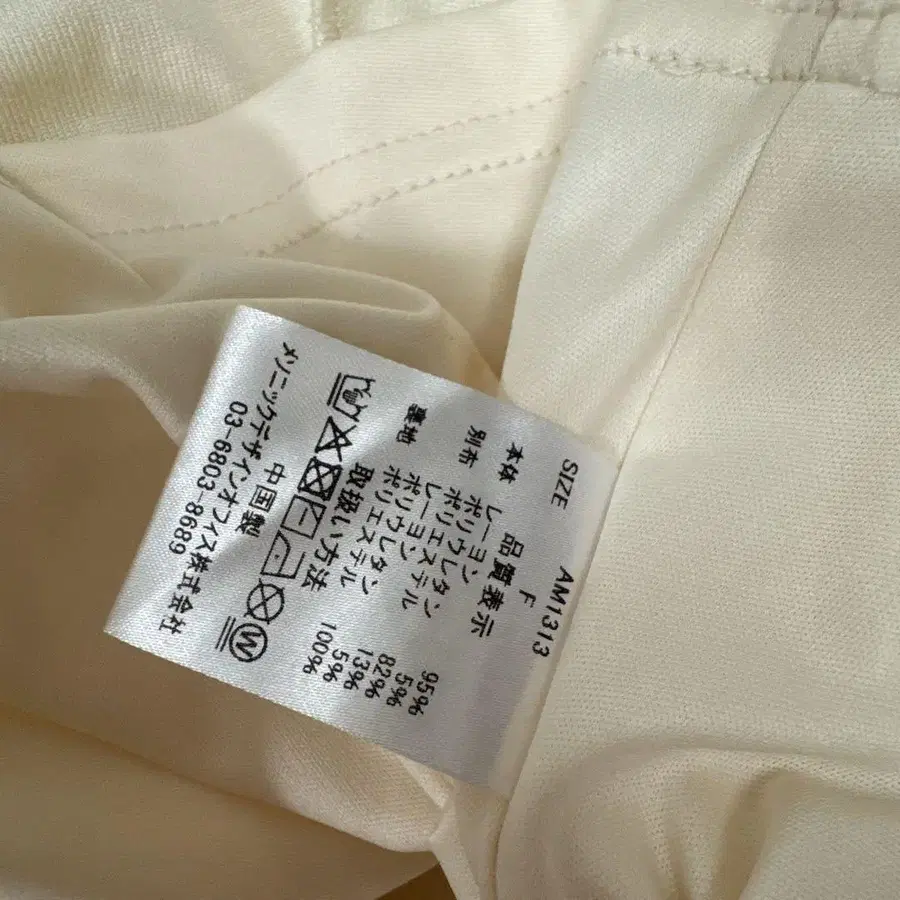 AM1313
SIZE F
品質表示
本体 レーヨン 95%
ポリウレタン 5%
別布 ポリエステル 82%
レーヨン 13%
ポリウレタン 5%
裏地 ポリエステル 100%
取扱い方法
W
中国製
メソニックデザインオフィス株式会社
03-6803-8689